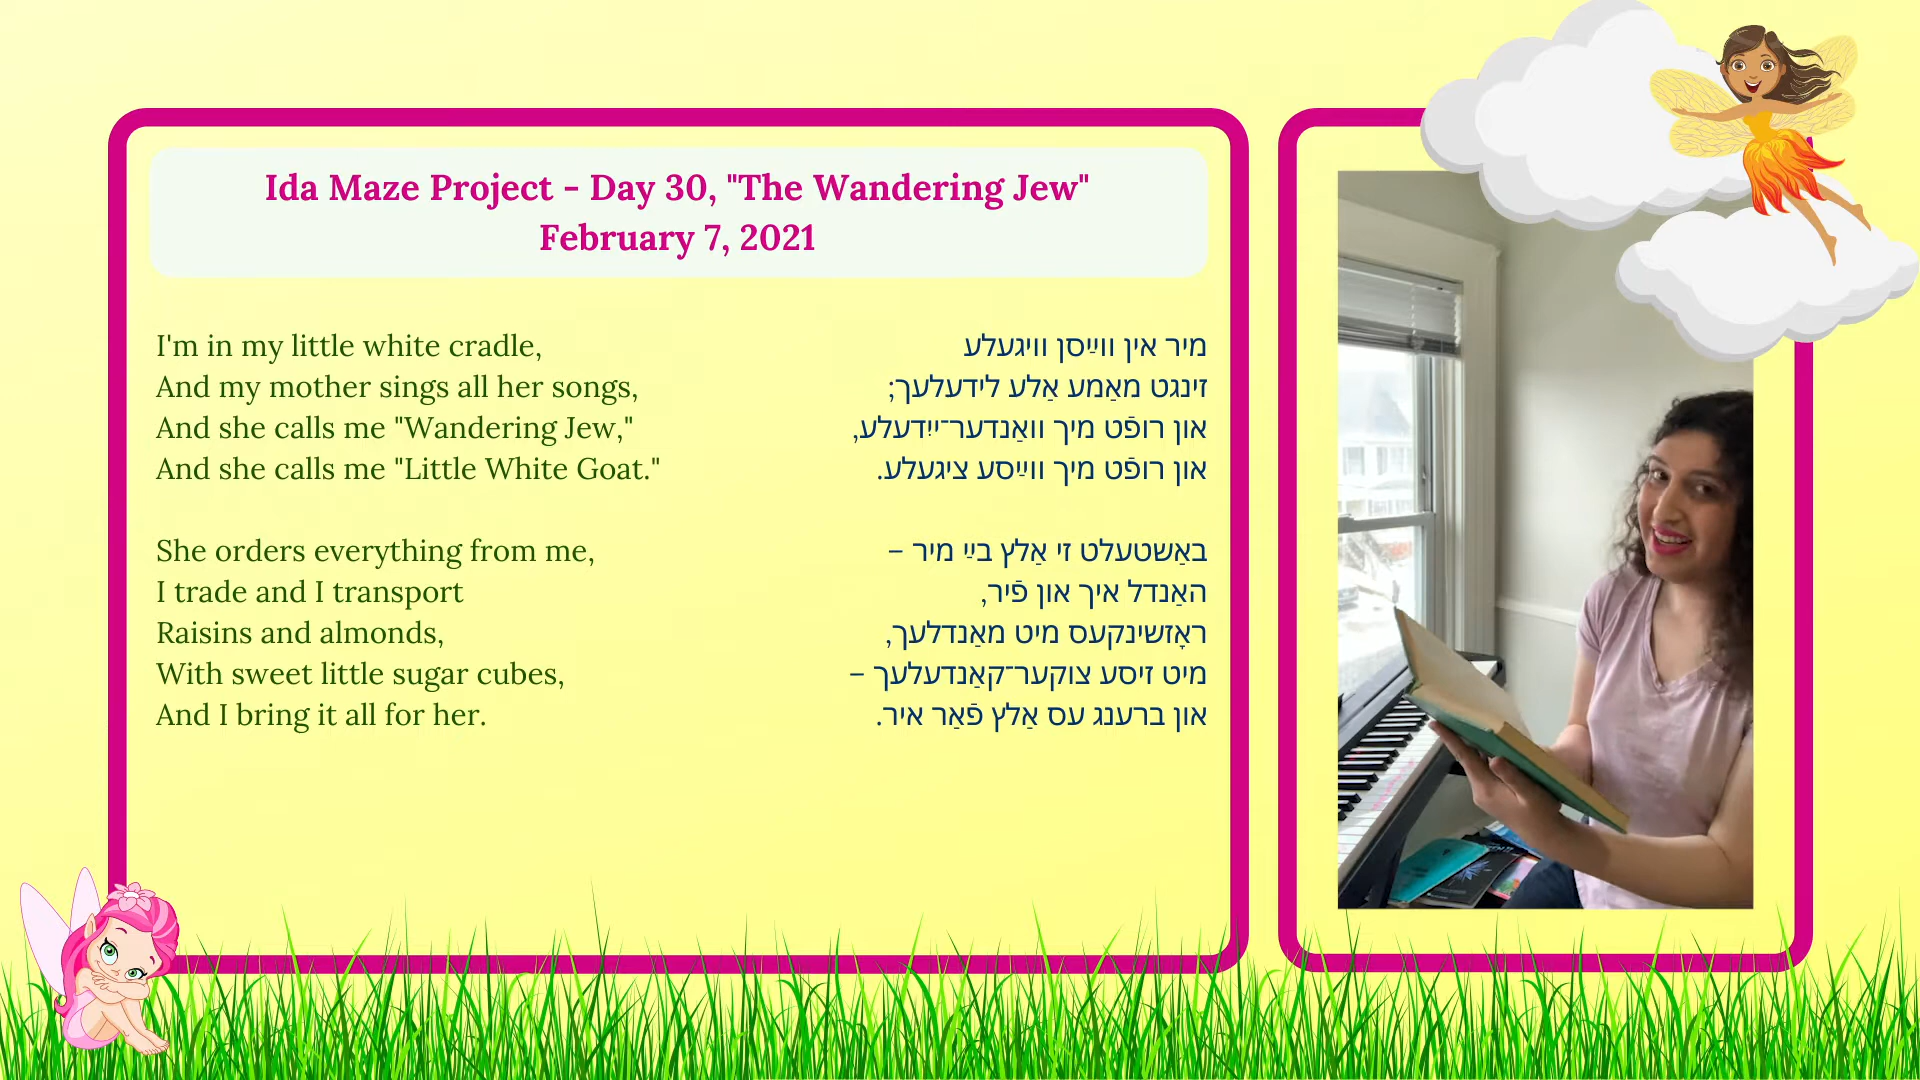 Ida Maze Project - Day 30, "The Wandering Jew"
February 7, 2021
I'm in my little white cradle,
And my mother sings all her songs,
And she calls me "Wandering Jew,"
And she calls me "Little White Goat."
She orders everything from me,
I trade and I transport
Raisins and almonds,
With sweet little sugar cubes,
And I bring it all for her.
מיר אין ווײַסן וויגעלע
זינגט מאַמע אַלע לידעלעך;
און רופֿט מיך וואַנדער־ייִדעלע,
און רופֿט מיך ווײַסע ציגעלע.
באַשטעלט זי אַלץ בײַ מיר –
האַנדל איך און פֿיר,
ראָזשינקעס מיט מאַנדלעך,
מיט זיסע צוקער־קאַנדעלעך –
און ברענג עס אַלץ פֿאַר איר.